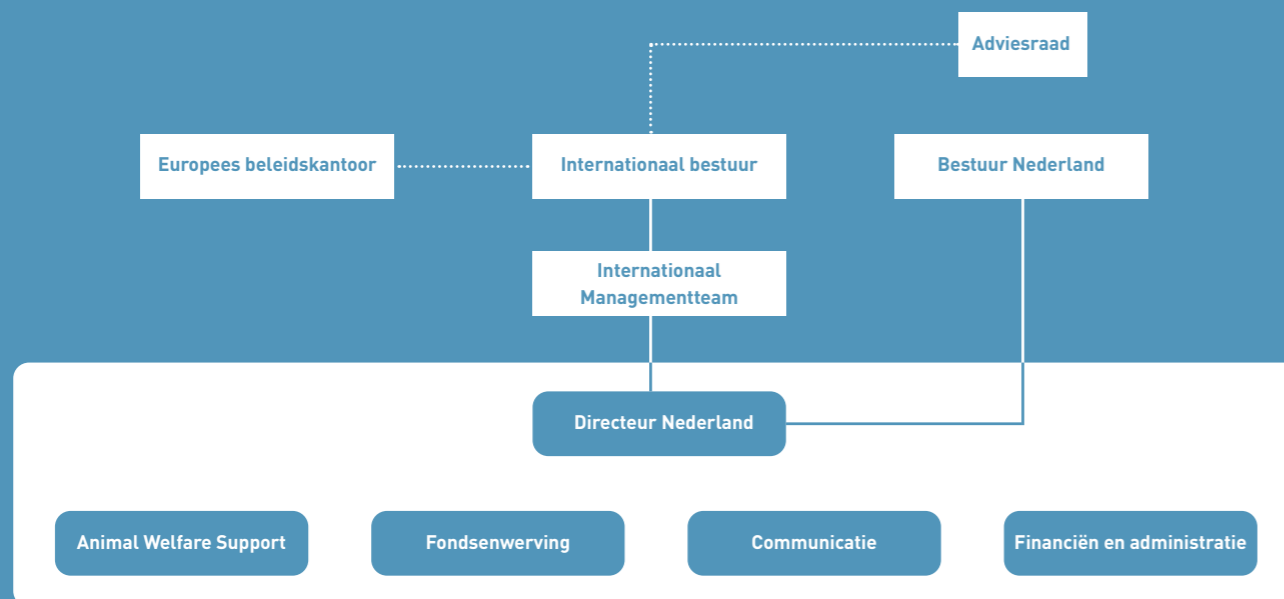 Adviesraad
Europees beleidskantoor
Internationaal bestuur
Bestuur Nederland
Internationaal
Managementteam
Directeur Nederland
Animal Welfare Support
Fondsenwerving
Communicatie
Financiën en administratie